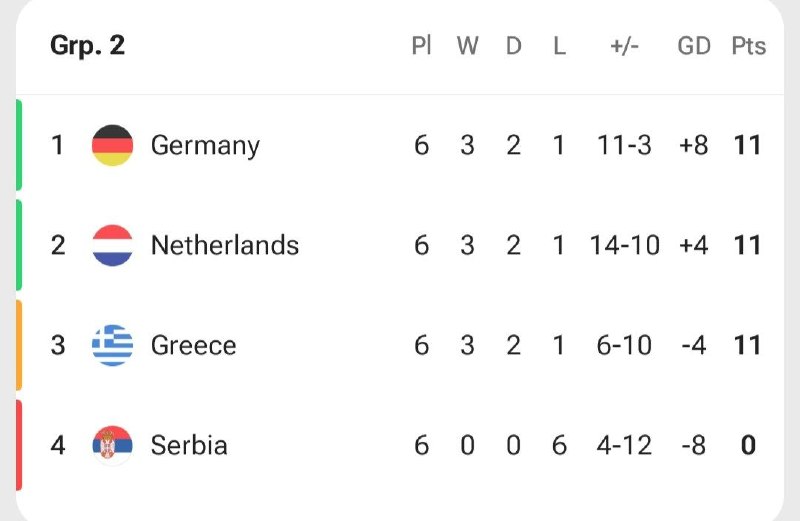 Grp. 2 Pl W D L +/- GD Pts
1 Germany 6 3 2 1 11-3 +8 11
2 Netherlands 6 3 2 1 14-10 +4 11
3 Greece 6 3 2 1 6-10 -4 11
4 Serbia 6 0 0 6 4-12 -8 0